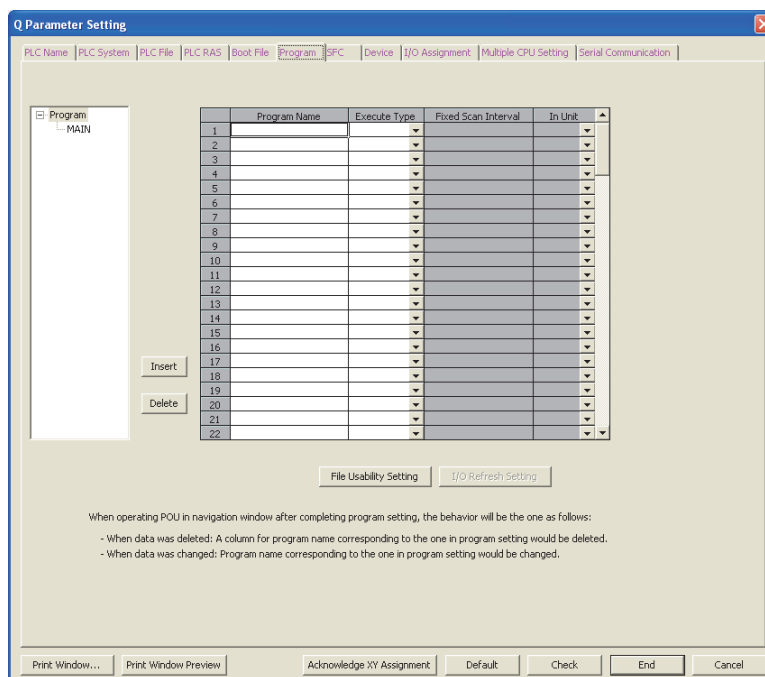 Q Parameter Setting
PLC Name PLC System PLC File PLC RAS Boot File Program SFC Device I/O Assignment Multiple CPU Setting Serial Communication
Program
MAIN
Program Name Execute Type Fixed Scan Interval In Unit
1
2
3
4
5
6
7
8
9
10
11
12
13
14
15
16
17
18
19
20
21
22
Insert
Delete
File Usability Setting I/O Refresh Setting
When operating POU in navigation window after completing program setting, the behavior will be the one as follows:
- When data was deleted: A column for program name corresponding to the one in program setting would be deleted.
- When data was changed: Program name corresponding to the one in program setting would be changed.
Print Window... Print Window Preview Acknowledge XY Assignment Default Check End Cancel